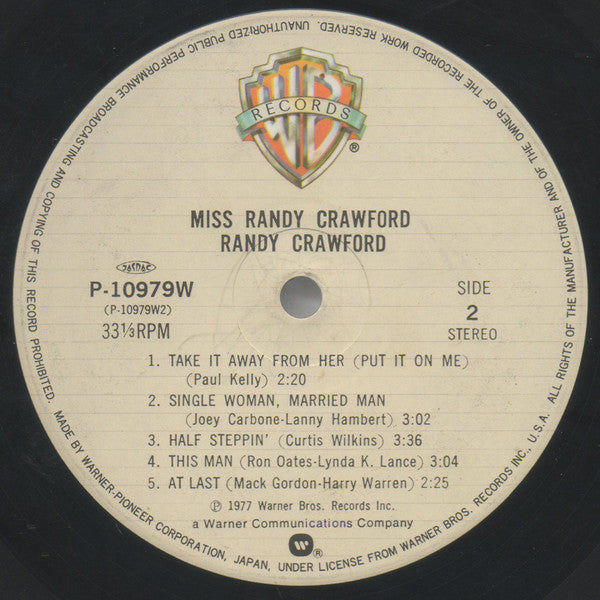 WB
RECORDS
®
MISS RANDY CRAWFORD
RANDY CRAWFORD
JASRAC
P-10979W
(P-10979W2)
33⅓RPM
SIDE
2
STEREO
1. TAKE IT AWAY FROM HER (PUT IT ON ME)
(Paul Kelly) 2:20
2. SINGLE WOMAN, MARRIED MAN
(Joey Carbone-Lanny Hambert) 3:02
3. HALF STEPPIN' (Curtis Wilkins) 3:36
4. THIS MAN (Ron Oates-Lynda K. Lance) 3:04
5. AT LAST (Mack Gordon-Harry Warren) 2:25
℗ 1977 Warner Bros. Records Inc.
a Warner Communications Company
®
MADE BY WARNER-PIONEER CORPORATION, JAPAN, UNDER LICENSE FROM WARNER BROS. RECORDS INC., U.S.A. ALL RIGHTS OF THE MANUFACTURER AND OF THE OWNER OF THE RECORDED WORK RESERVED. UNAUTHORIZED PUBLIC PERFORMANCE BROADCASTING AND COPYING OF THIS RECORD PROHIBITED.